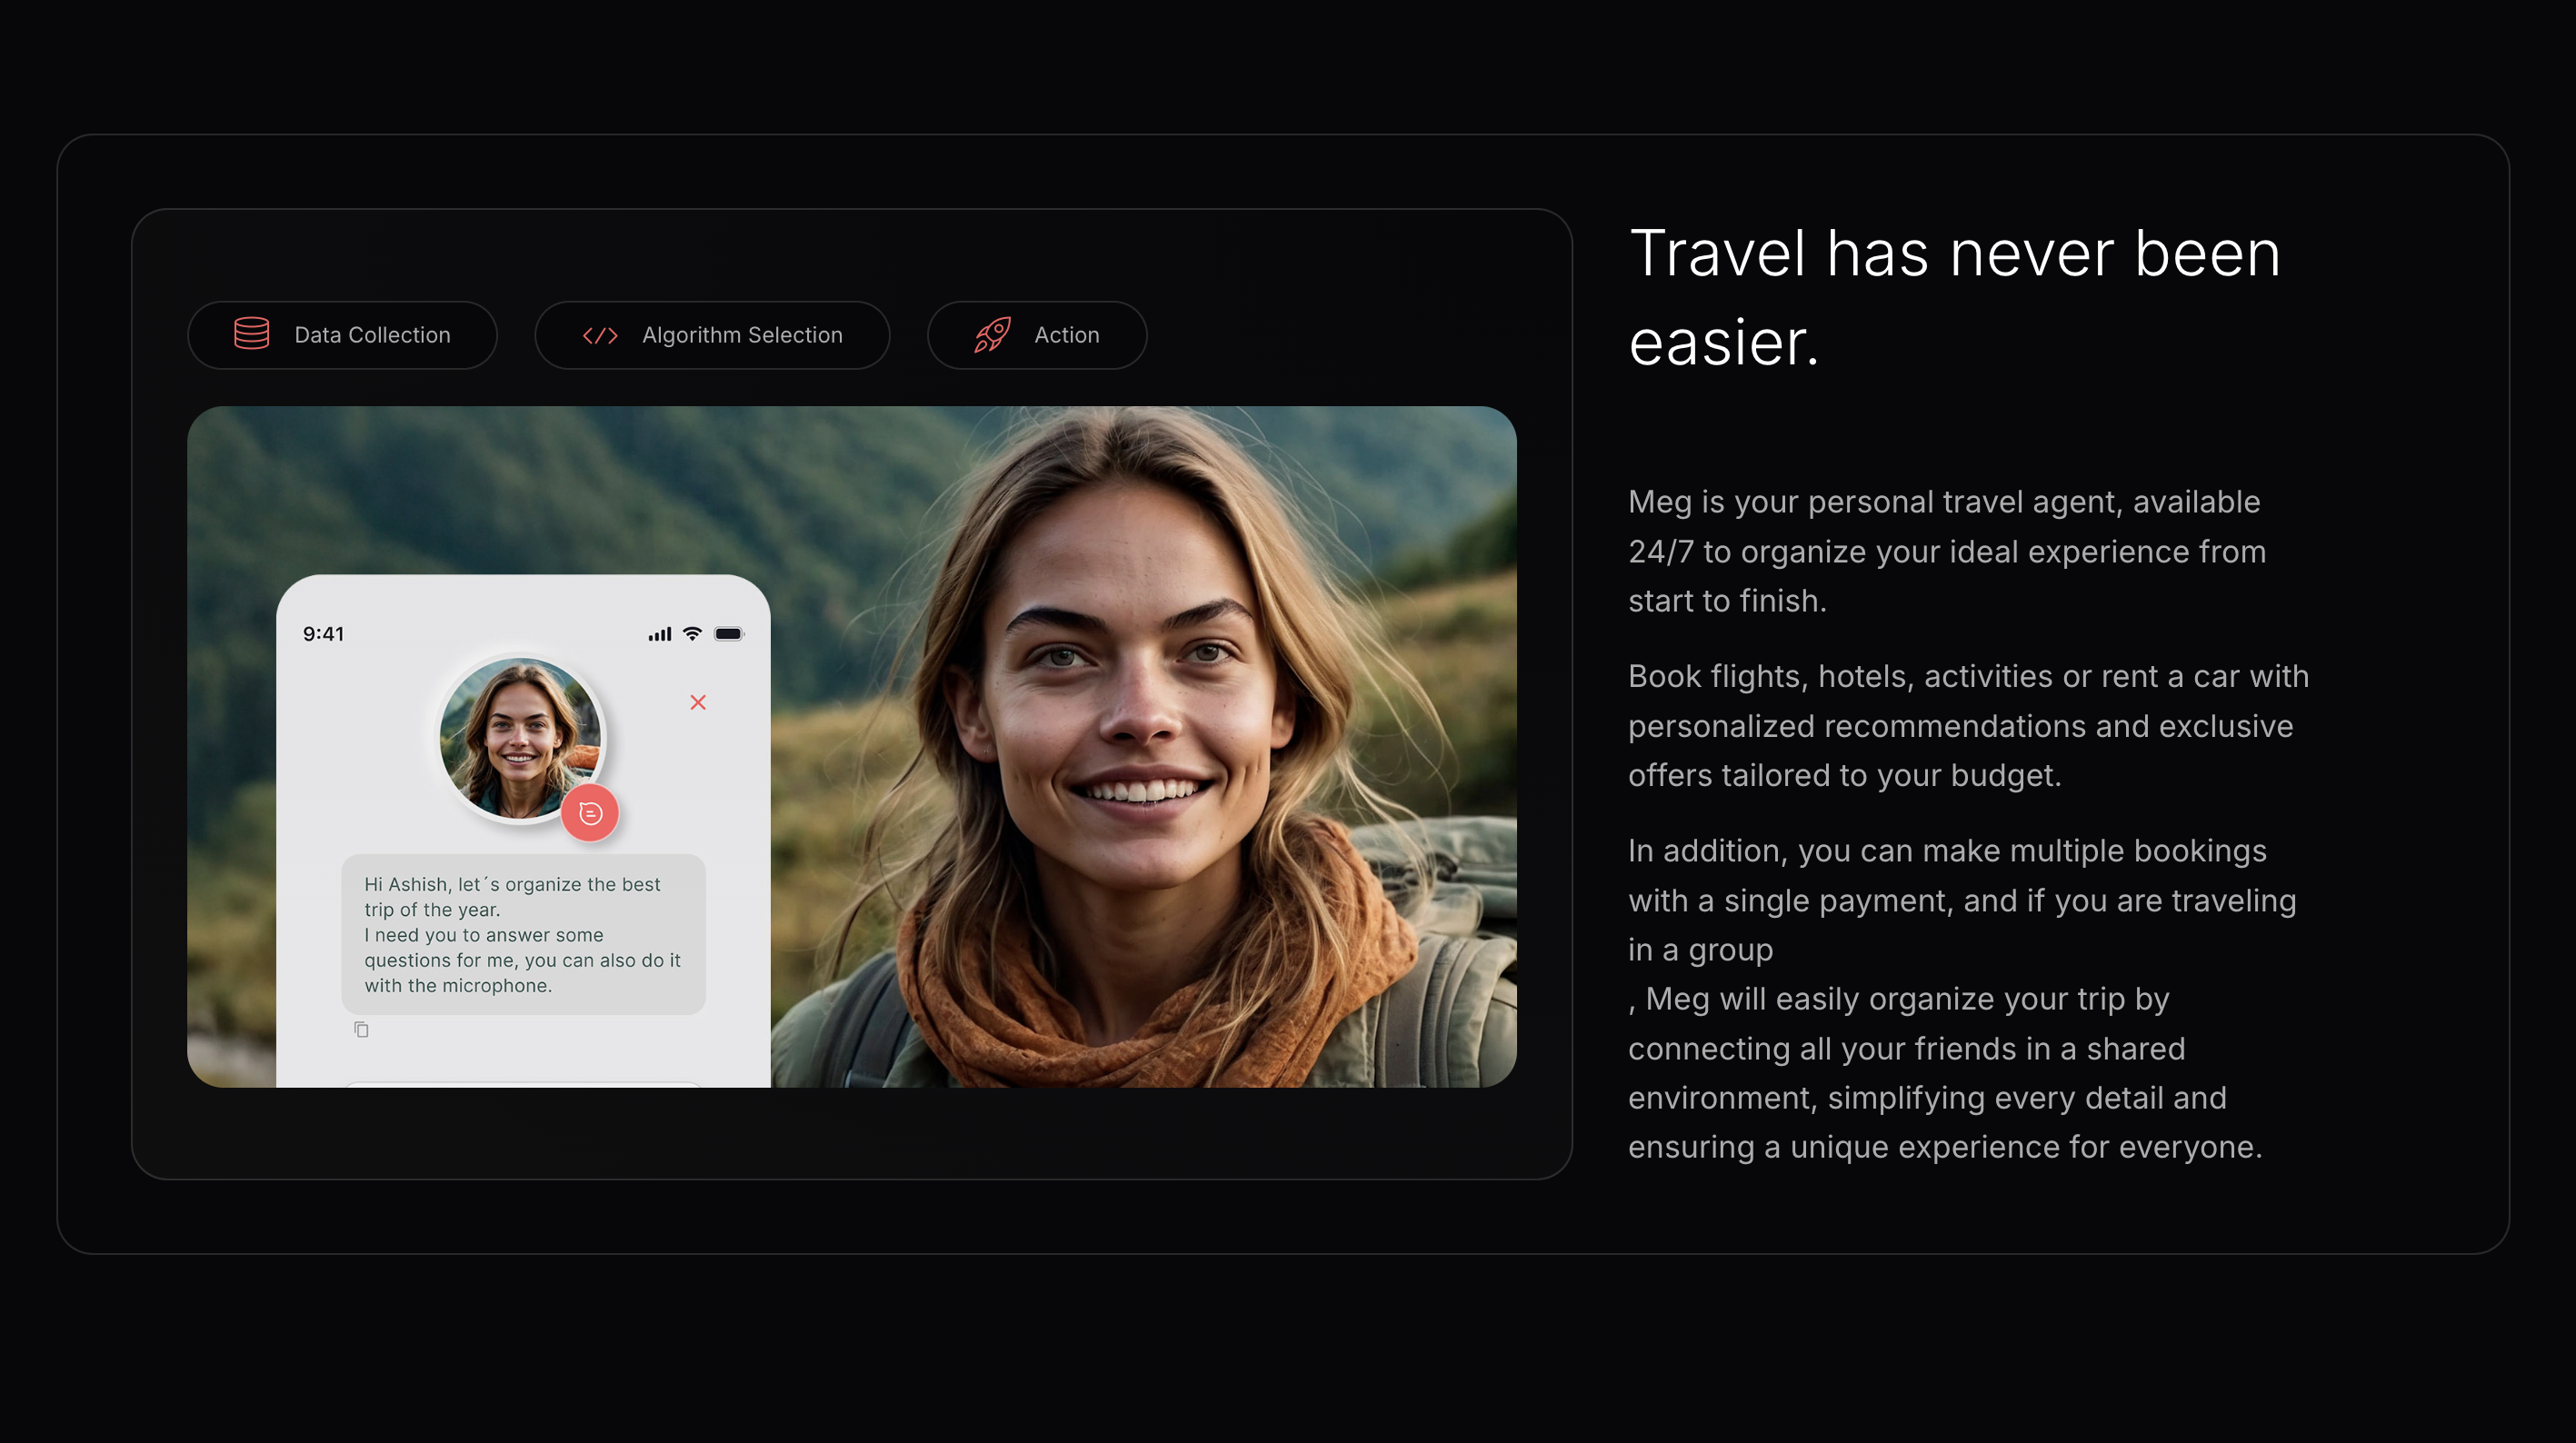 Data Collection
Algorithm Selection
Action
9:41
Hi Ashish, let´s organize the best
trip of the year.
I need you to answer some
questions for me, you can also do it
with the microphone.
Travel has never been
easier.
Meg is your personal travel agent, available
24/7 to organize your ideal experience from
start to finish.
Book flights, hotels, activities or rent a car with
personalized recommendations and exclusive
offers tailored to your budget.
In addition, you can make multiple bookings
with a single payment, and if you are traveling
in a group
, Meg will easily organize your trip by
connecting all your friends in a shared
environment, simplifying every detail and
ensuring a unique experience for everyone.